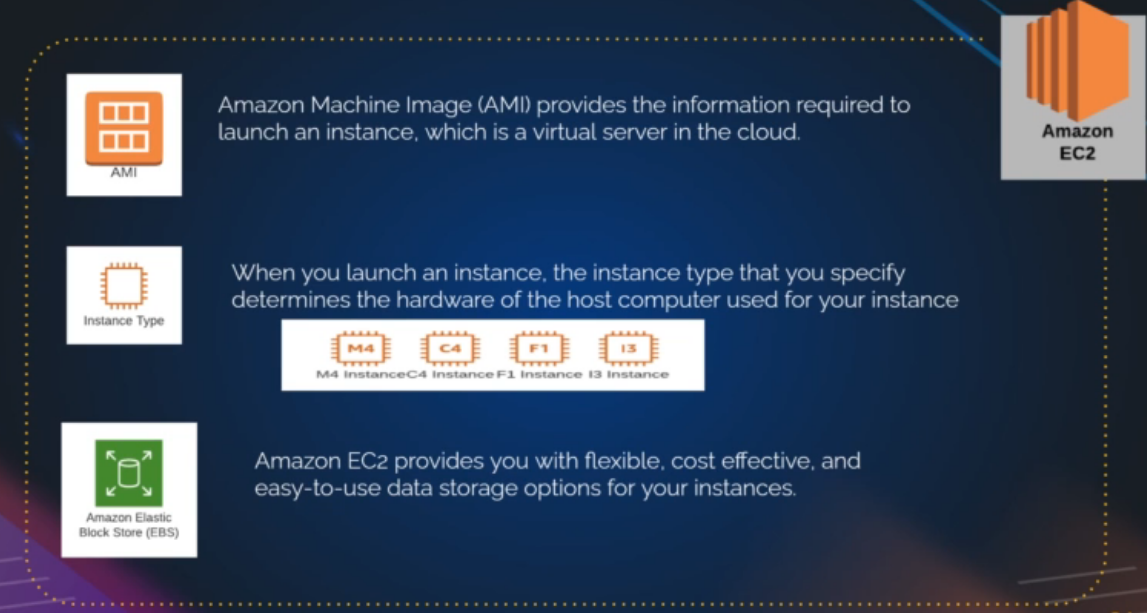 Amazon
EC2
AMI
Amazon Machine Image (AMI) provides the information required to
launch an instance, which is a virtual server in the cloud.
Instance Type
When you launch an instance, the instance type that you specify
determines the hardware of the host computer used for your instance
M4 C4 F1 I3
M4 Instance C4 Instance F1 Instance I3 Instance
Amazon Elastic
Block Store (EBS)
Amazon EC2 provides you with flexible, cost effective, and
easy-to-use data storage options for your instances.